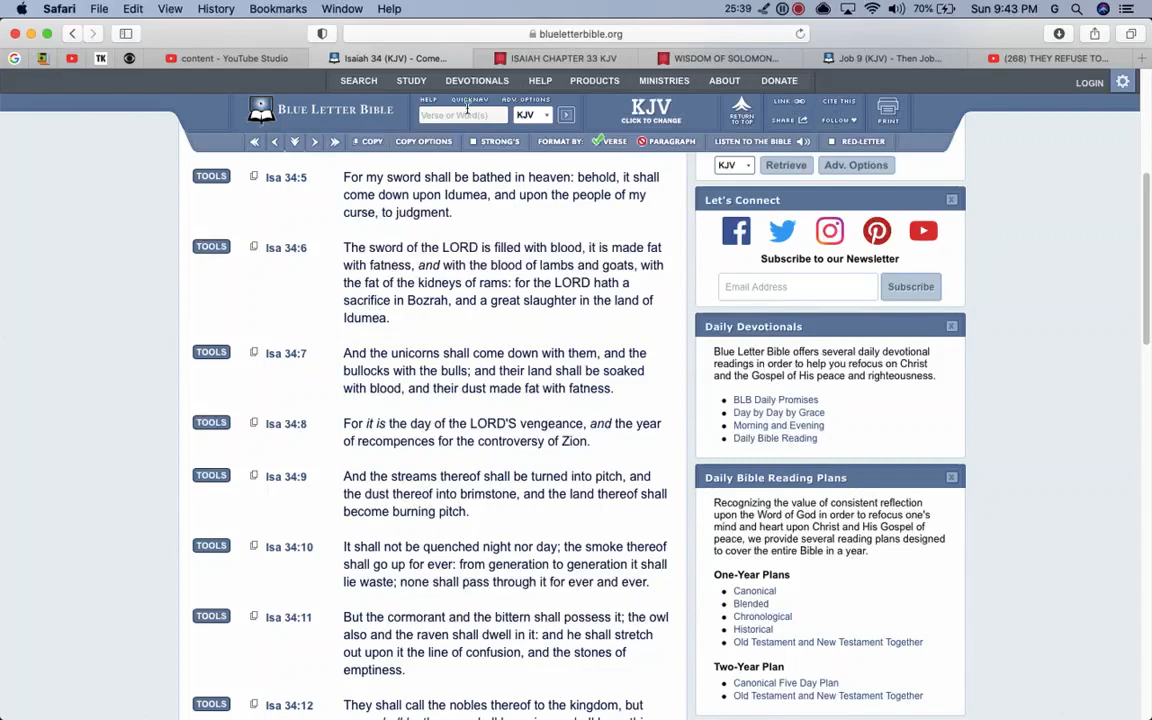 Safari File Edit View History Bookmarks Window Help 25:39 70% Sun 9:43 PM G
blueletterbible.org
content - YouTube Studio Isaiah 34 (KJV) - Come... ISAIAH CHAPTER 33 KJV WISDOM OF SOLOMON... Job 9 (KJV) - Then Job... (268) THEY REFUSE TO...
SEARCH STUDY DEVOTIONALS HELP PRODUCTS MINISTRIES ABOUT DONATE LOGIN
BLUE LETTER BIBLE
HELP QUICKNAV ADV. OPTIONS
Verse or Word(s) KJV
KJV
CLICK TO CHANGE
RETURN TO TOP
LINK CITE THIS
SHARE FOLLOW PRINT
COPY COPY OPTIONS STRONG'S FORMAT BY: VERSE PARAGRAPH LISTEN TO THE BIBLE RED-LETTER
TOOLS Isa 34:5 For my sword shall be bathed in heaven: behold, it shall
come down upon Idumea, and upon the people of my
curse, to judgment.
TOOLS Isa 34:6 The sword of the LORD is filled with blood, it is made fat
with fatness, and with the blood of lambs and goats, with
the fat of the kidneys of rams: for the LORD hath a
sacrifice in Bozrah, and a great slaughter in the land of
Idumea.
TOOLS Isa 34:7 And the unicorns shall come down with them, and the
bullocks with the bulls; and their land shall be soaked
with blood, and their dust made fat with fatness.
TOOLS Isa 34:8 For it is the day of the LORD'S vengeance, and the year
of recompences for the controversy of Zion.
TOOLS Isa 34:9 And the streams thereof shall be turned into pitch, and
the dust thereof into brimstone, and the land thereof shall
become burning pitch.
TOOLS Isa 34:10 It shall not be quenched night nor day; the smoke thereof
shall go up for ever: from generation to generation it shall
lie waste; none shall pass through it for ever and ever.
TOOLS Isa 34:11 But the cormorant and the bittern shall possess it; the owl
also and the raven shall dwell in it: and he shall stretch
out upon it the line of confusion, and the stones of
emptiness.
TOOLS Isa 34:12 They shall call the nobles thereof to the kingdom, but
KJV Retrieve Adv. Options
Let's Connect
Subscribe to our Newsletter
Email Address Subscribe
Daily Devotionals
Blue Letter Bible offers several daily devotional
readings in order to help you refocus on Christ
and the Gospel of His peace and righteousness.
BLB Daily Promises
Day by Day by Grace
Morning and Evening
Daily Bible Reading
Daily Bible Reading Plans
Recognizing the value of consistent reflection
upon the Word of God in order to refocus one's
mind and heart upon Christ and His Gospel of
peace, we provide several reading plans designed
to cover the entire Bible in a year.
One-Year Plans
Canonical
Blended
Chronological
Historical
Old Testament and New Testament Together
Two-Year Plan
Canonical Five Day Plan
Old Testament and New Testament Together